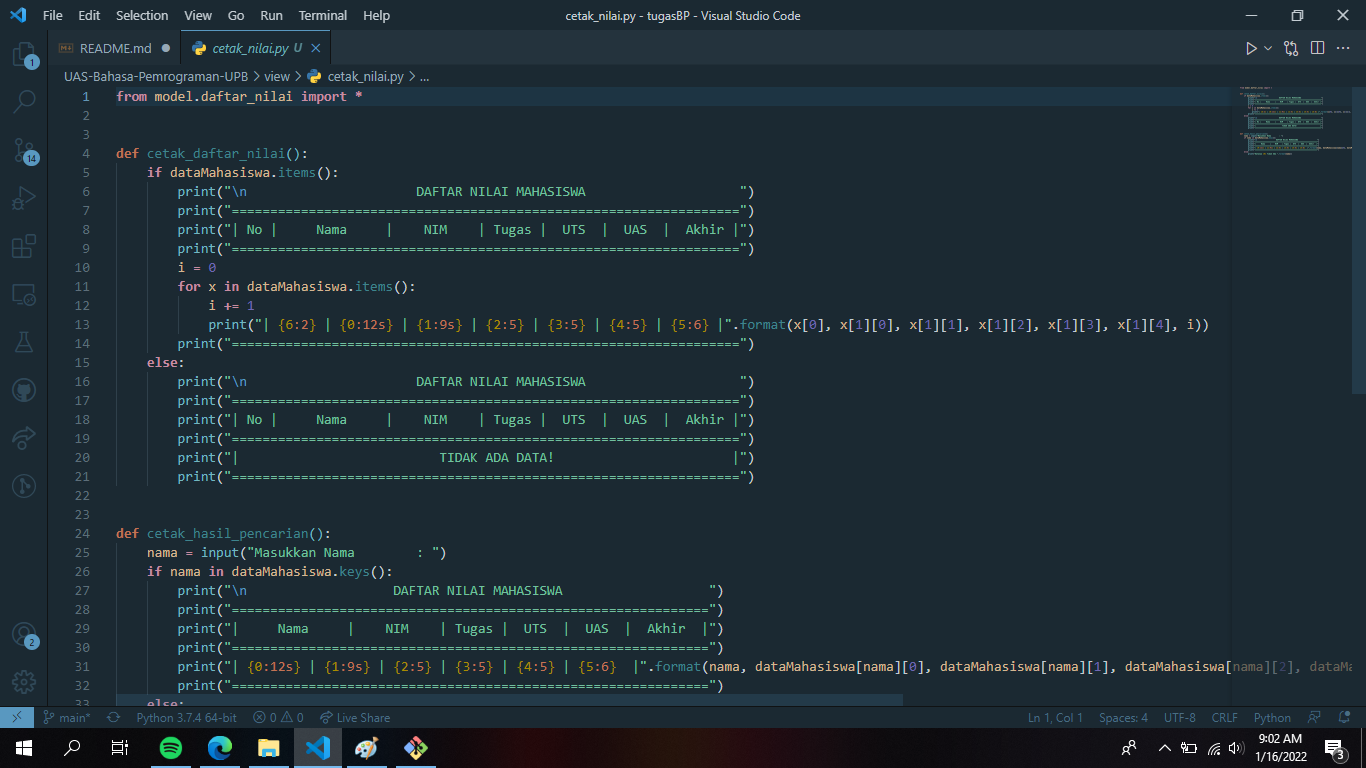 File Edit Selection View Go Run Terminal Help cetak_nilai.py - tugasBP - Visual Studio Code
README.md cetak_nilai.py U
UAS-Bahasa-Pemrograman-UPB > view > cetak_nilai.py > ...
1 from model.daftar_nilai import *
2
3
4 def cetak_daftar_nilai():
5     if dataMahasiswa.items():
6         print("\n                      DAFTAR NILAI MAHASISWA                    ")
7         print("==================================================================")
8         print("| No |     Nama     |    NIM    | Tugas |  UTS  |  UAS  |  Akhir |")
9         print("==================================================================")
10         i = 0
11         for x in dataMahasiswa.items():
12             i += 1
13             print("| {6:2} | {0:12s} | {1:9s} | {2:5} | {3:5} | {4:5} | {5:6} |".format(x[0], x[1][0], x[1][1], x[1][2], x[1][3], x[1][4], i))
14         print("==================================================================")
15     else:
16         print("\n                      DAFTAR NILAI MAHASISWA                    ")
17         print("==================================================================")
18         print("| No |     Nama     |    NIM    | Tugas |  UTS  |  UAS  |  Akhir |")
19         print("==================================================================")
20         print("|                          TIDAK ADA DATA!                       |")
21         print("==================================================================")
22
23
24 def cetak_hasil_pencarian():
25     nama = input("Masukkan Nama        : ")
26     if nama in dataMahasiswa.keys():
27         print("\n                   DAFTAR NILAI MAHASISWA                   ")
28         print("==============================================================")
29         print("|     Nama     |    NIM    | Tugas |  UTS  |  UAS  |  Akhir  |")
30         print("==============================================================")
31         print("| {0:12s} | {1:9s} | {2:5} | {3:5} | {4:5} | {5:6}  |".format(nama, dataMahasiswa[nama][0], dataMahasiswa[nama][1], dataMahasiswa[nama][2], dataMa
32         print("==============================================================")
33     else:
1
14
2
main* Python 3.7.4 64-bit 0 0 Live Share Ln 1, Col 1 Spaces: 4 UTF-8 CRLF Python
9:02 AM
1/16/2022
3